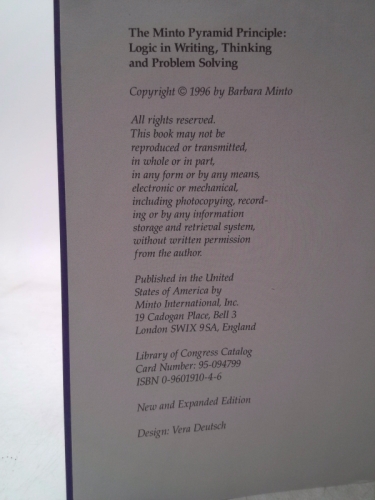 The Minto Pyramid Principle:
Logic in Writing, Thinking
and Problem Solving
Copyright © 1996 by Barbara Minto
All rights reserved.
This book may not be
reproduced or transmitted,
in whole or in part,
in any form or by any means,
electronic or mechanical,
including photocopying, record-
ing or by any information
storage and retrieval system,
without written permission
from the author.
Published in the United
States of America by
Minto International, Inc.
19 Cadogan Place, Bell 3
London SWIX 9SA, England
Library of Congress Catalog
Card Number: 95-094799
ISBN 0-9601910-4-6
New and Expanded Edition
Design: Vera Deutsch